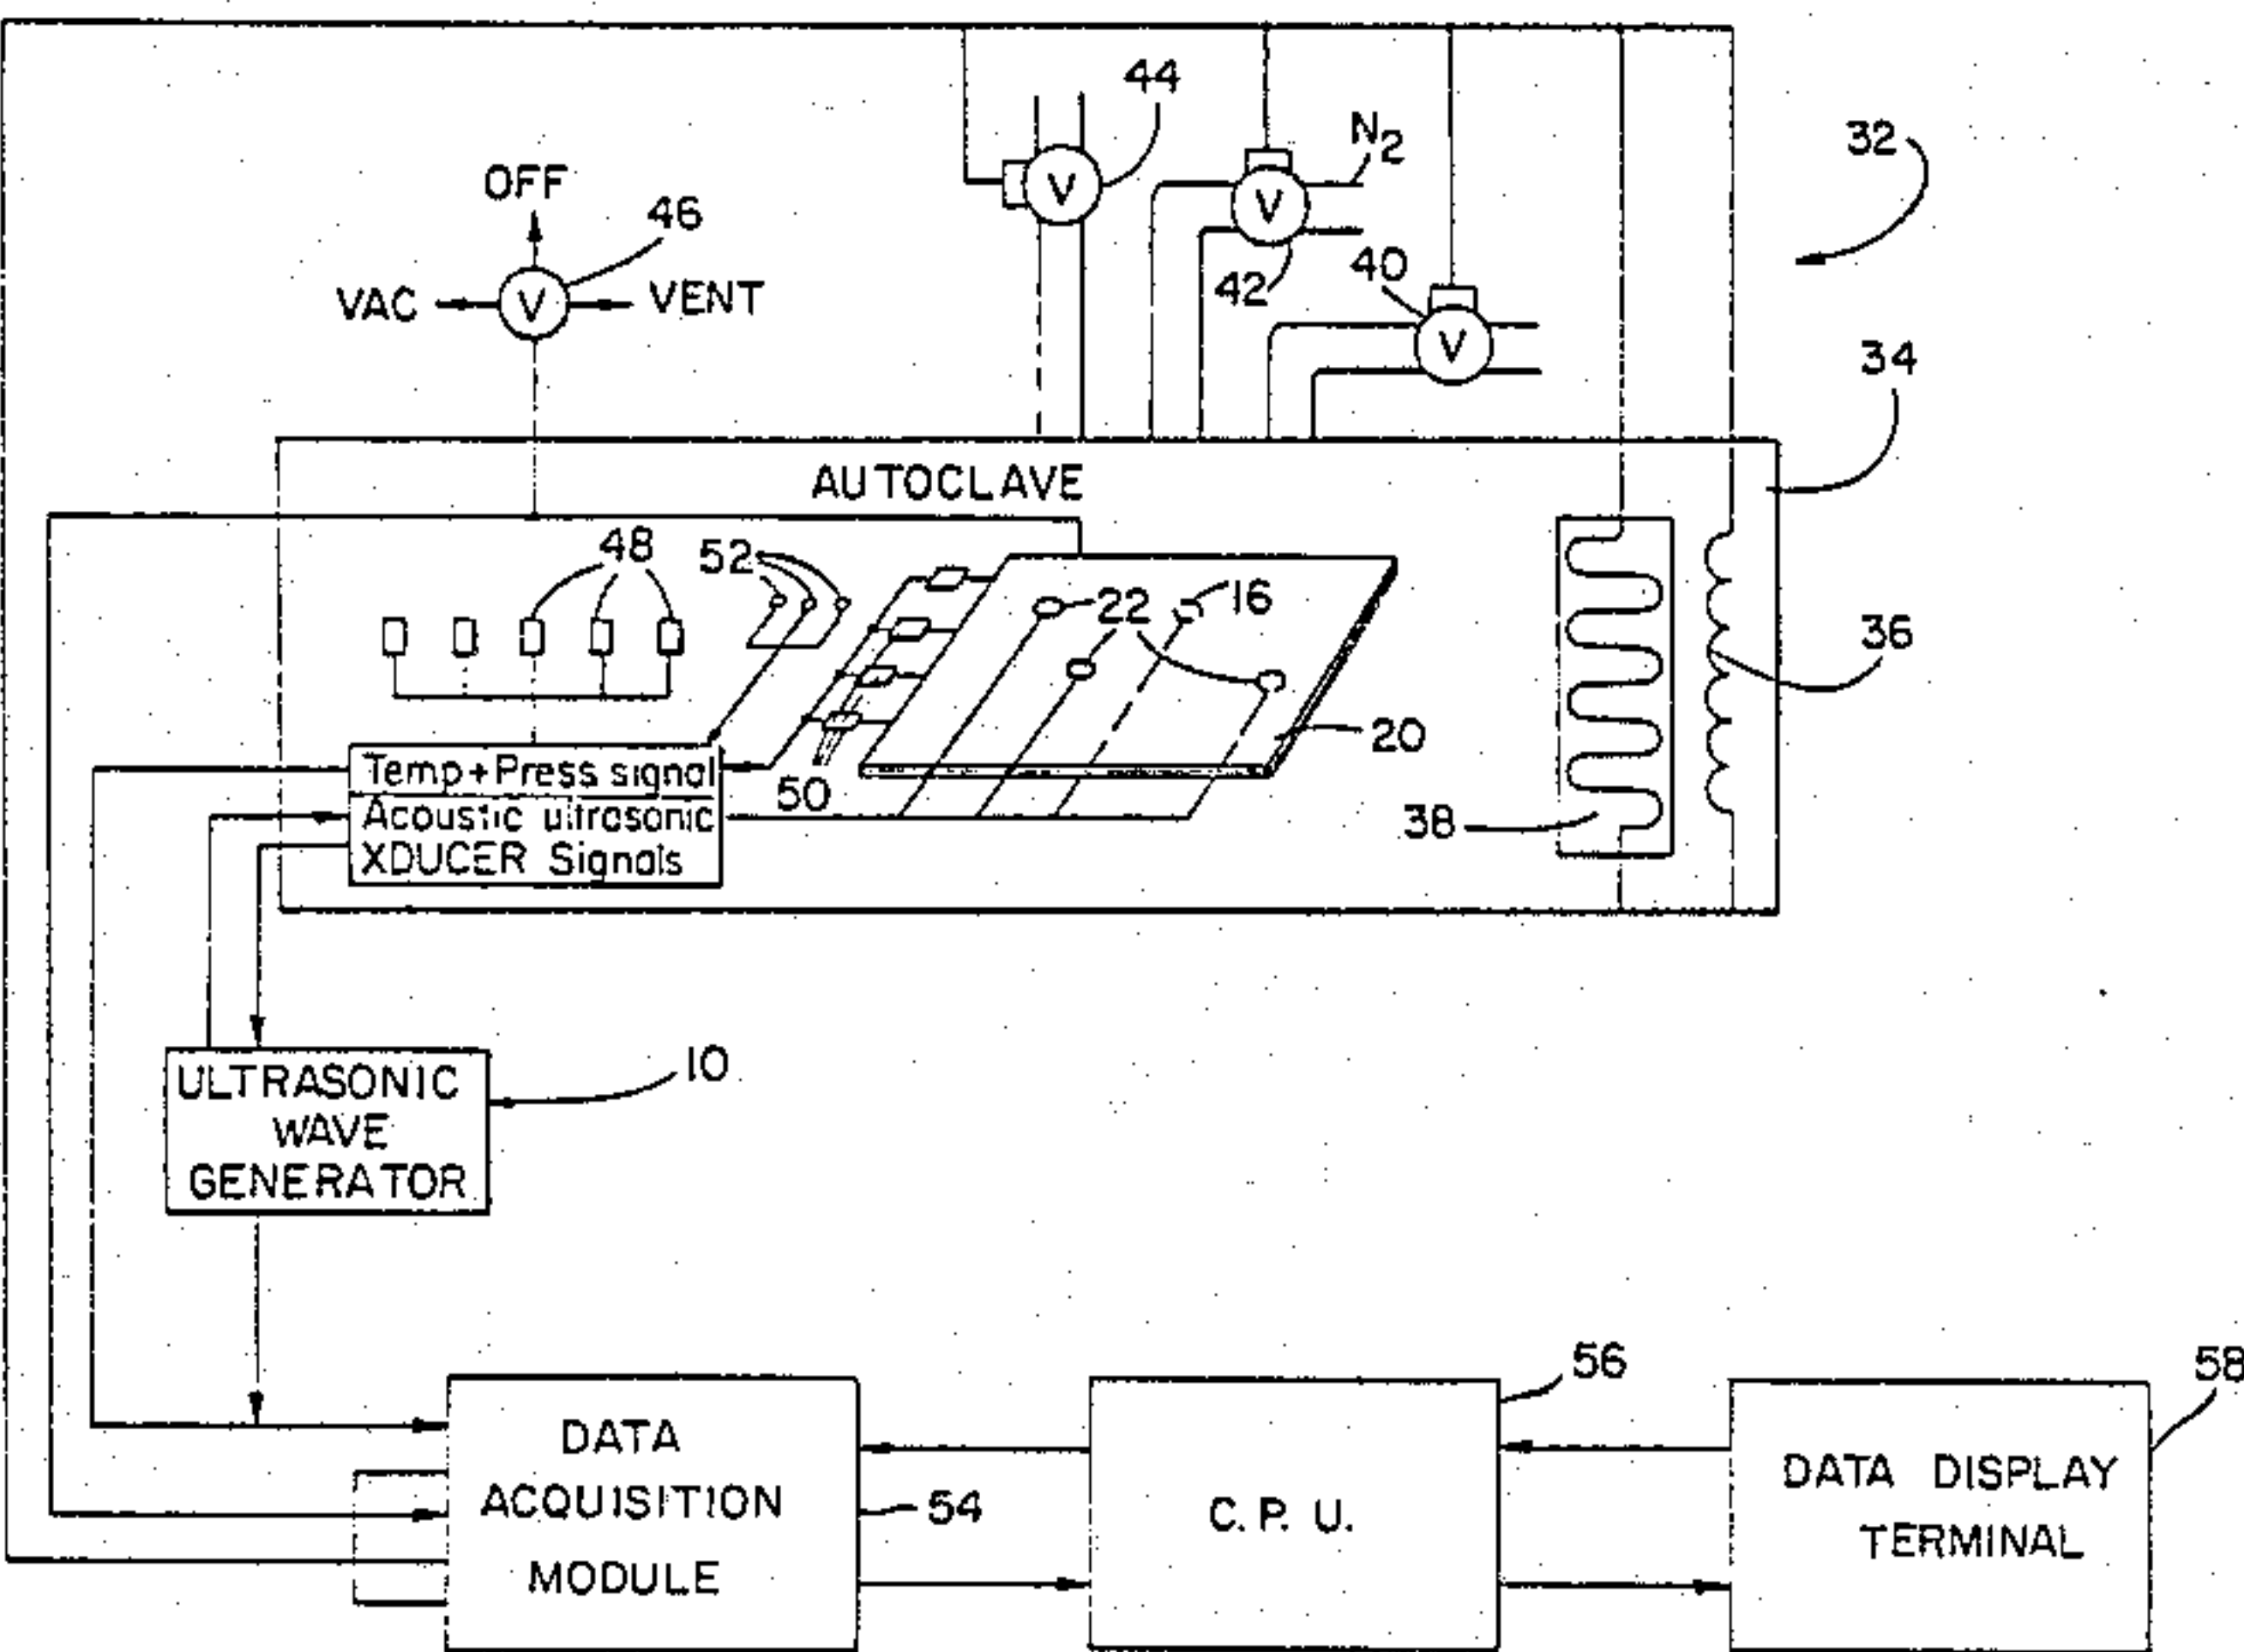 44
N2
32
OFF
46
VAC
V
VENT
V
V
42
40
V
34
AUTOCLAVE
48
52
22
16
36
20
Temp+Press signal
50
Acoustic ultrasonic
XDUCER Signals
38
ULTRASONIC
WAVE
GENERATOR
10
DATA
ACQUISITION
MODULE
54
C.P.U.
56
DATA DISPLAY
TERMINAL
58